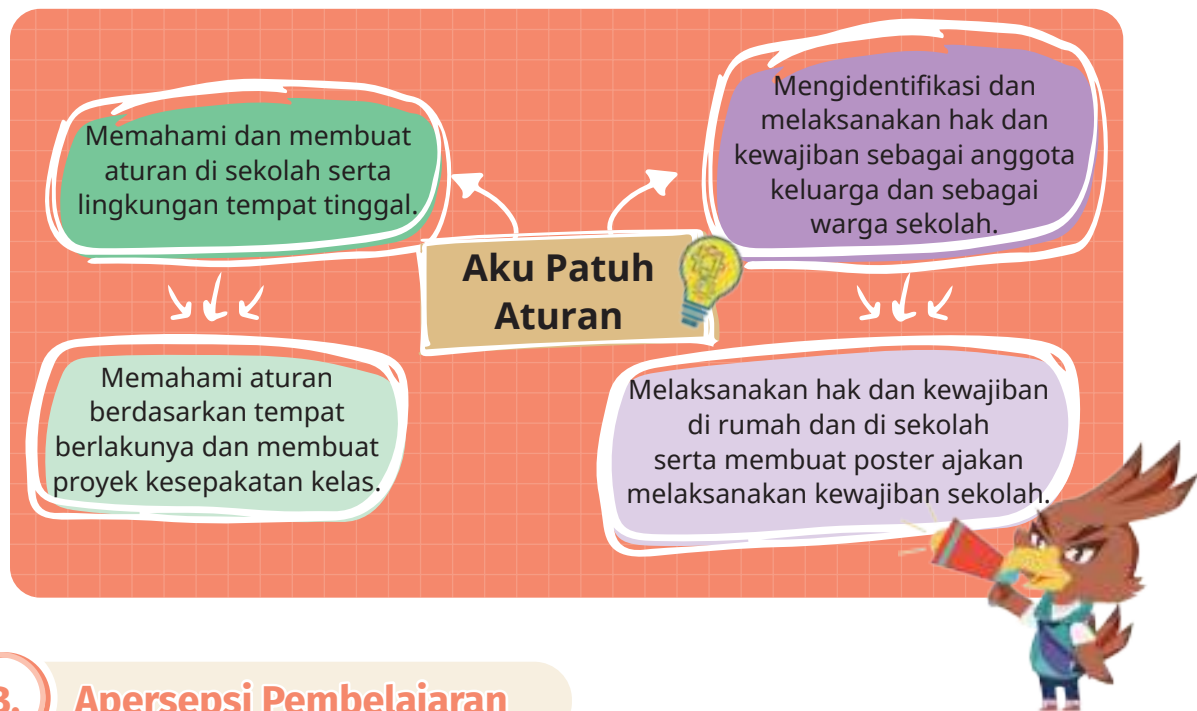 Memahami dan membuat
aturan di sekolah serta
lingkungan tempat tinggal.
Mengidentifikasi dan
melaksanakan hak dan
kewajiban sebagai anggota
keluarga dan sebagai
warga sekolah.
Aku Patuh
Aturan
Memahami aturan
berdasarkan tempat
berlakunya dan membuat
proyek kesepakatan kelas.
Melaksanakan hak dan kewajiban
di rumah dan di sekolah
serta membuat poster ajakan
melaksanakan kewajiban sekolah.
B. Apersepsi Pembelajaran